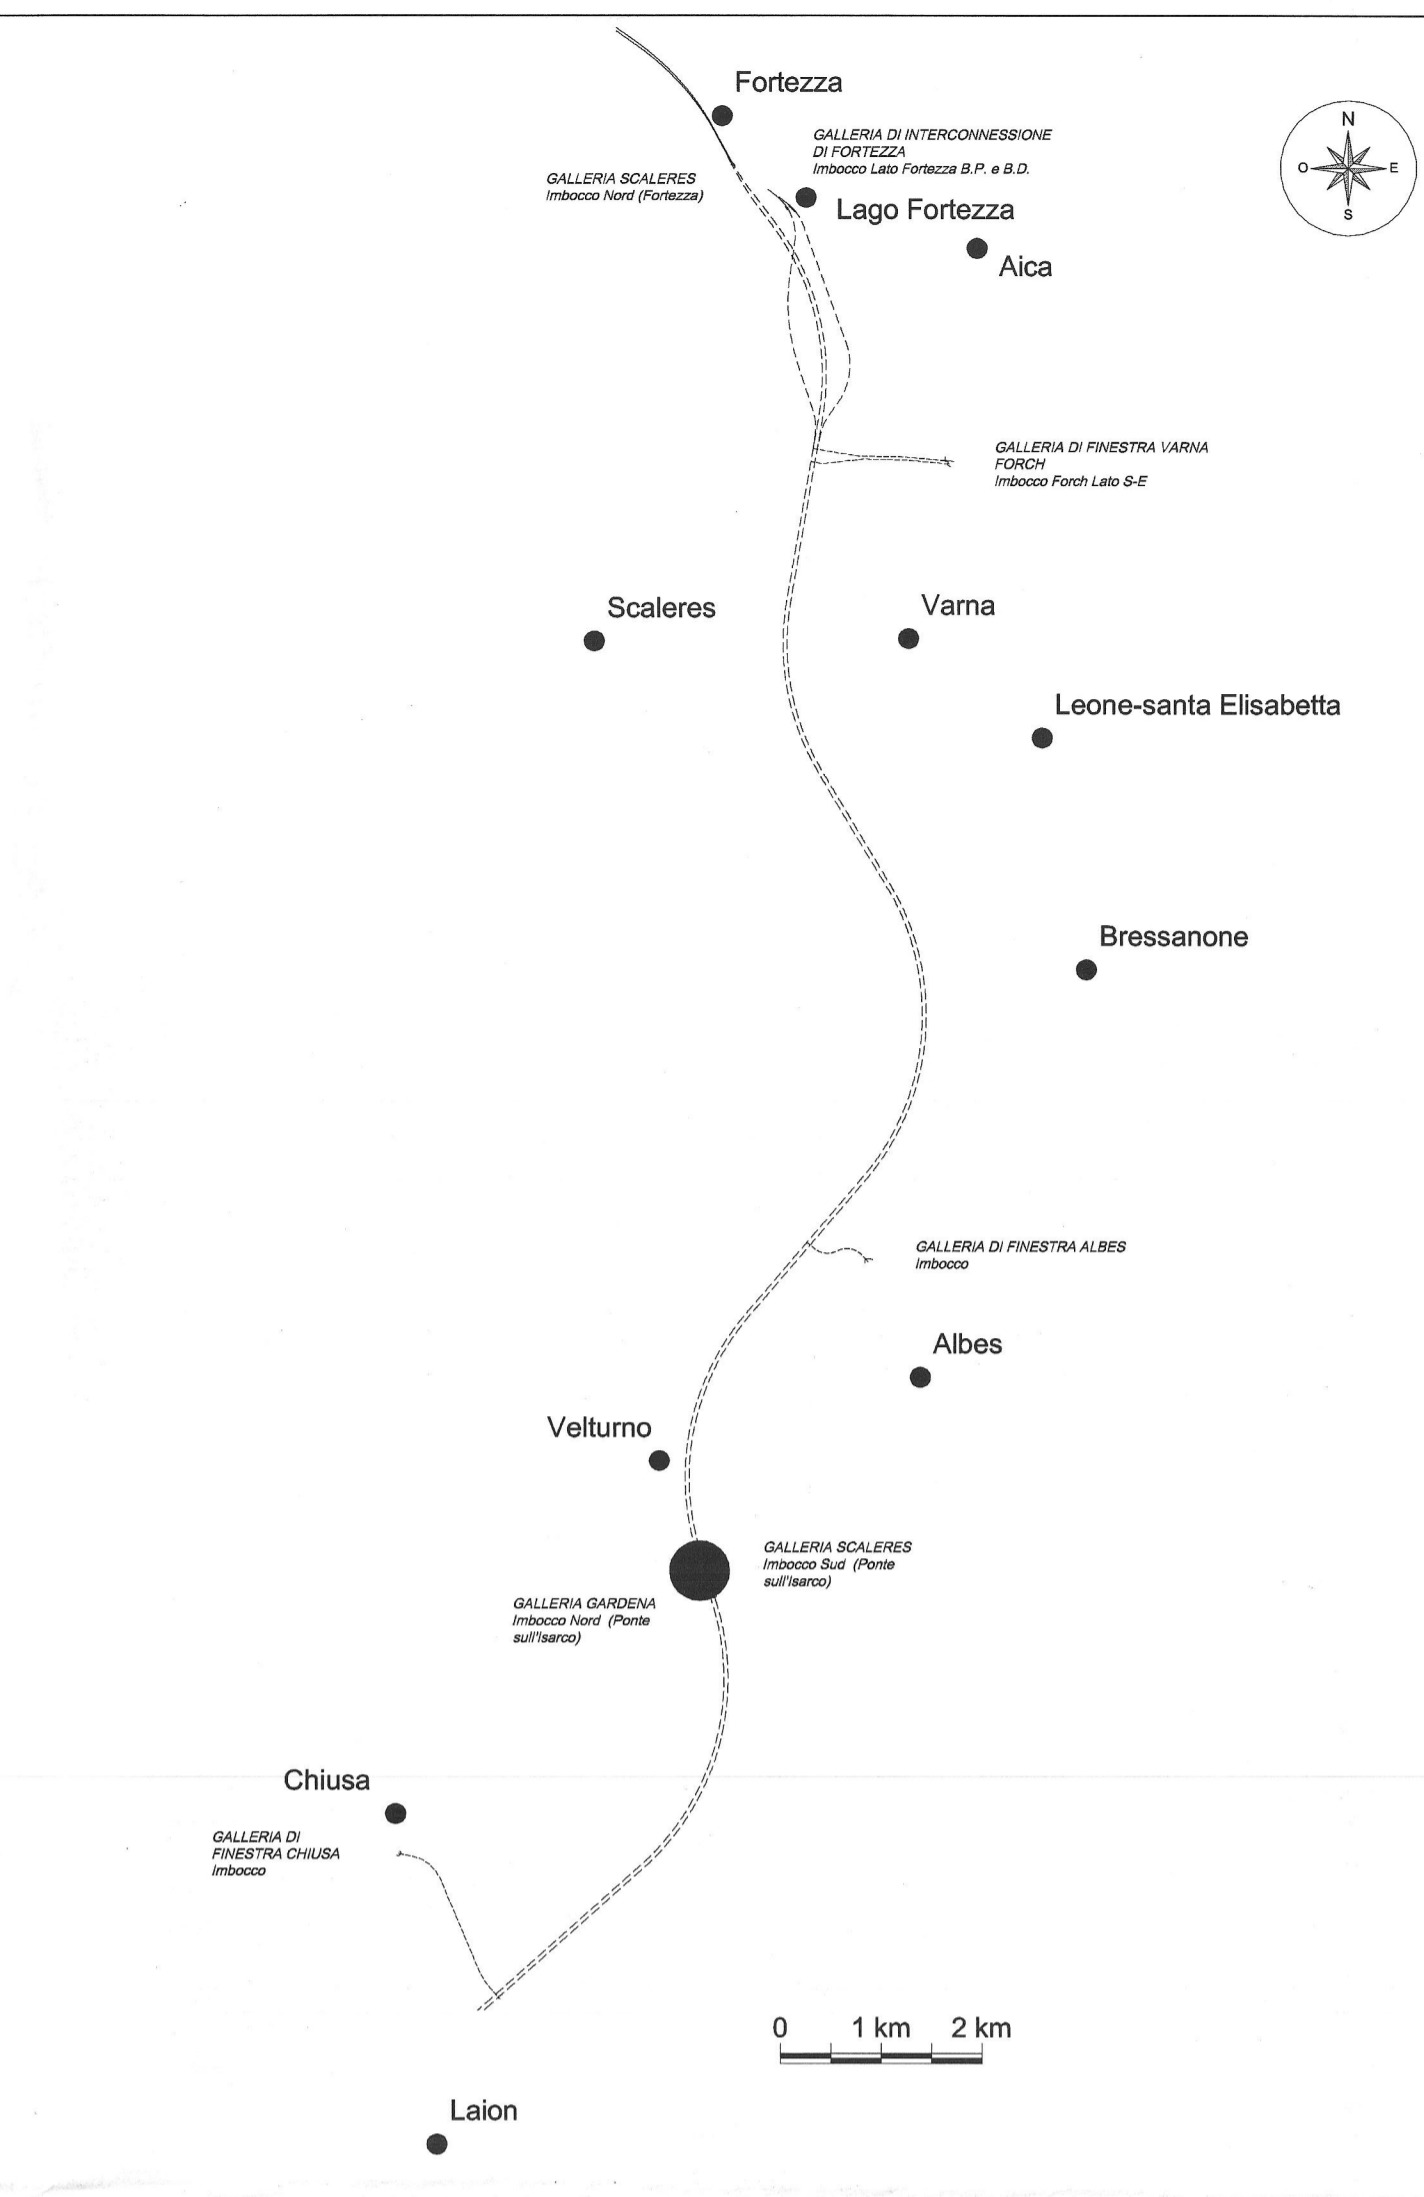 Fortezza
N
O
E
S
GALLERIA DI INTERCONNESSIONE
DI FORTEZZA
Imbocco Lato Fortezza B.P. e B.D.
GALLERIA SCALERES
Imbocco Nord (Fortezza)
Lago Fortezza
Aica
GALLERIA DI FINESTRA VARNA
FORCH
Imbocco Forch Lato S-E
Scaleres
Varna
Leone-santa Elisabetta
Bressanone
GALLERIA DI FINESTRA ALBES
Imbocco
Albes
Velturno
GALLERIA SCALERES
Imbocco Sud (Ponte
sull'Isarco)
GALLERIA GARDENA
Imbocco Nord (Ponte
sull'Isarco)
Chiusa
GALLERIA DI
FINESTRA CHIUSA
Imbocco
0 1 km 2 km
Laion